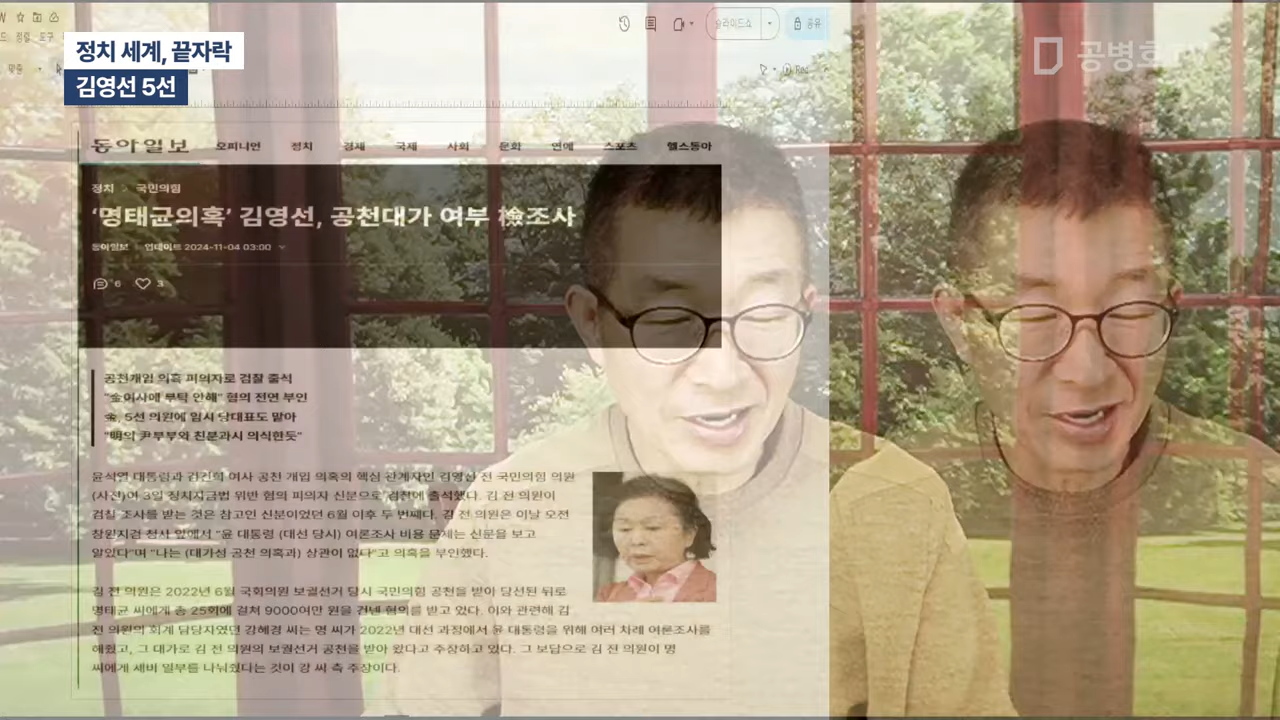 정치 세계, 끝자락
김영선 5선
슬라이드쇼
공유
맞춤
Rec
공병호
동아일보 오피니언 정치 경제 국제 사회 문화 연예 스포츠 헬스동아
정치 국민의힘
‘명태균의혹’ 김영선, 공천대가 여부 檢조사
동아일보 업데이트 2024-11-04 03:00
6 3
공천개입 의혹 피의자로 검찰 출석
“金여사에 부탁 안해” 혐의 전면 부인
金, 5선 의원에 임시 당대표도 맡아
“明의 尹부부와 친분과시 의식한듯”
윤석열 대통령과 김건희 여사 공천 개입 의혹의 핵심 관계자인 김영선 전 국민의힘 의원
(사진)이 3일 정치자금법 위반 혐의 피의자 신분으로 검찰에 출석했다. 김 전 의원이
검찰 조사를 받는 것은 참고인 신분이었던 6월 이후 두 번째다. 김 전 의원은 이날 오전
창원지검 청사 앞에서 “윤 대통령 (대선 당시) 여론조사 비용 문제는 신문을 보고
알았다”며 “나는 (대가성 공천 의혹과) 상관이 없다”고 의혹을 부인했다.
김 전 의원은 2022년 6월 국회의원 보궐선거 당시 국민의힘 공천을 받아 당선된 뒤로
명태균 씨에게 총 25회에 걸쳐 9000여만 원을 건넨 혐의를 받고 있다. 이와 관련해 김
전 의원의 회계 담당자였던 강혜경 씨는 명 씨가 2022년 대선 과정에서 윤 대통령을 위해 여러 차례 여론조사를
해줬고, 그 대가로 김 전 의원의 보궐선거 공천을 받아 왔다고 주장하고 있다. 그 보답으로 김 전 의원이 명
씨에게 세비 일부를 나눠줬다는 것이 강 씨 측 주장이다.